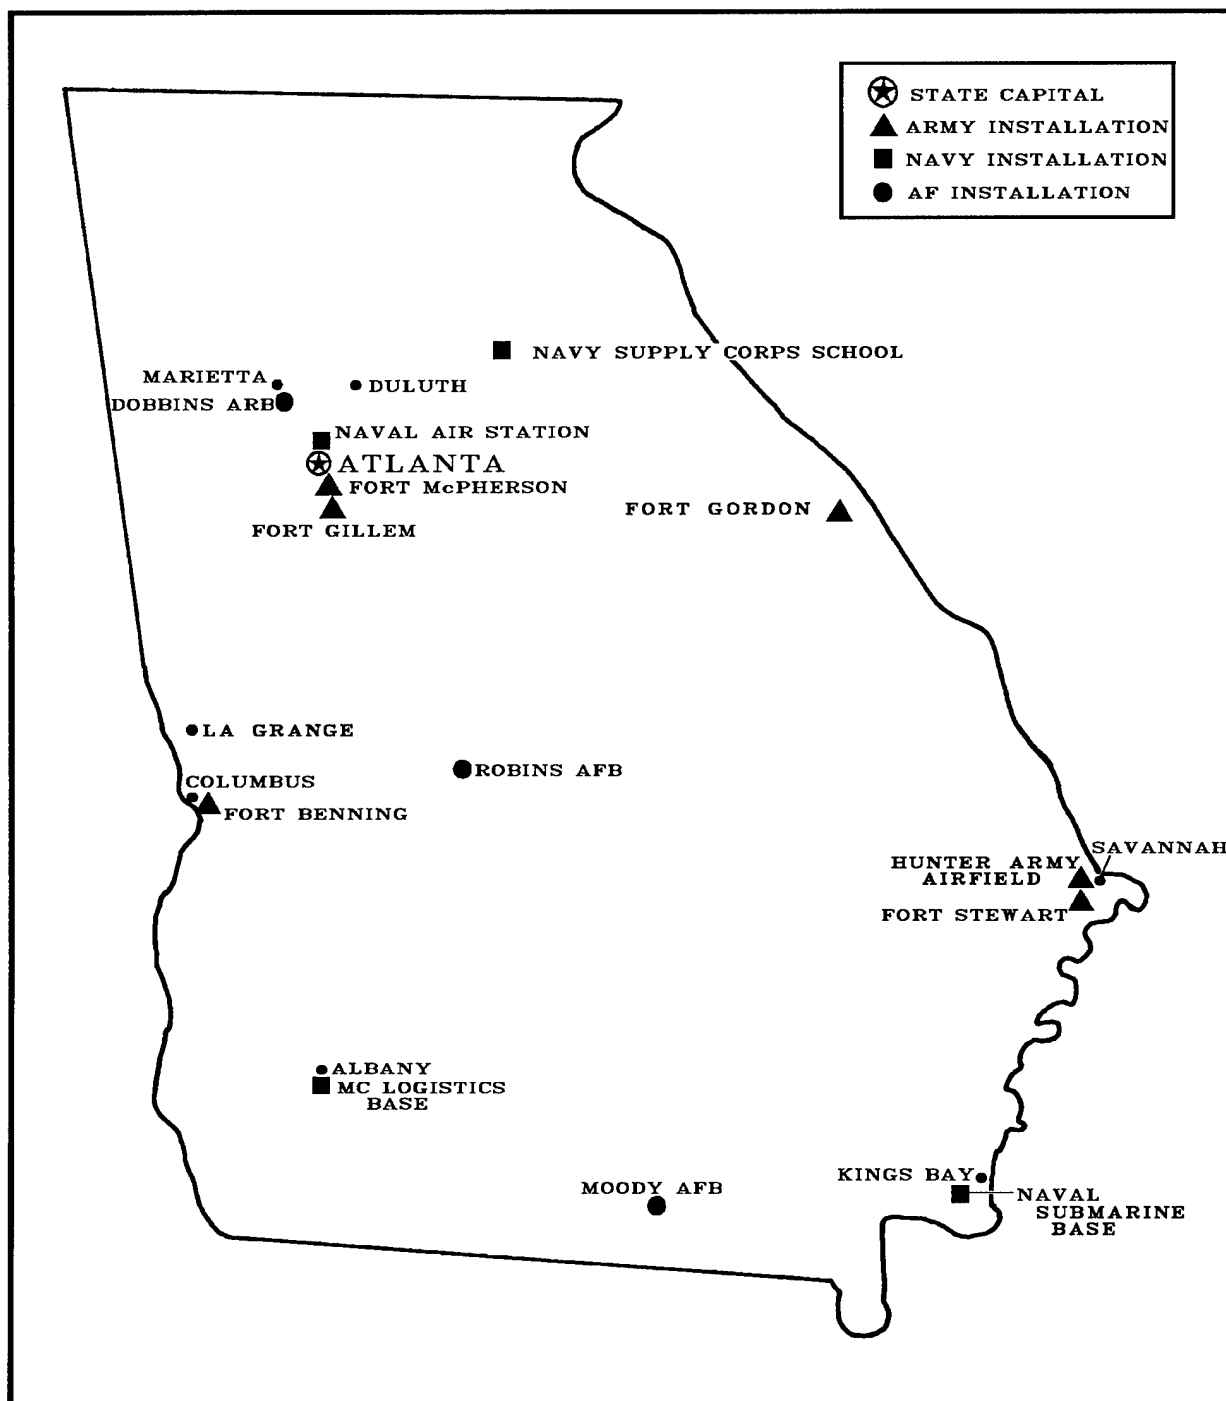 STATE CAPITAL
ARMY INSTALLATION
NAVY INSTALLATION
AF INSTALLATION
NAVY SUPPLY CORPS SCHOOL
MARIETTA
DULUTH
DOBBINS ARB
NAVAL AIR STATION
ATLANTA
FORT McPHERSON
FORT GORDON
FORT GILLEM
LA GRANGE
ROBINS AFB
COLUMBUS
FORT BENNING
SAVANNAH
HUNTER ARMY
AIRFIELD
FORT STEWART
ALBANY
MC LOGISTICS
BASE
KINGS BAY
MOODY AFB
NAVAL
SUBMARINE
BASE